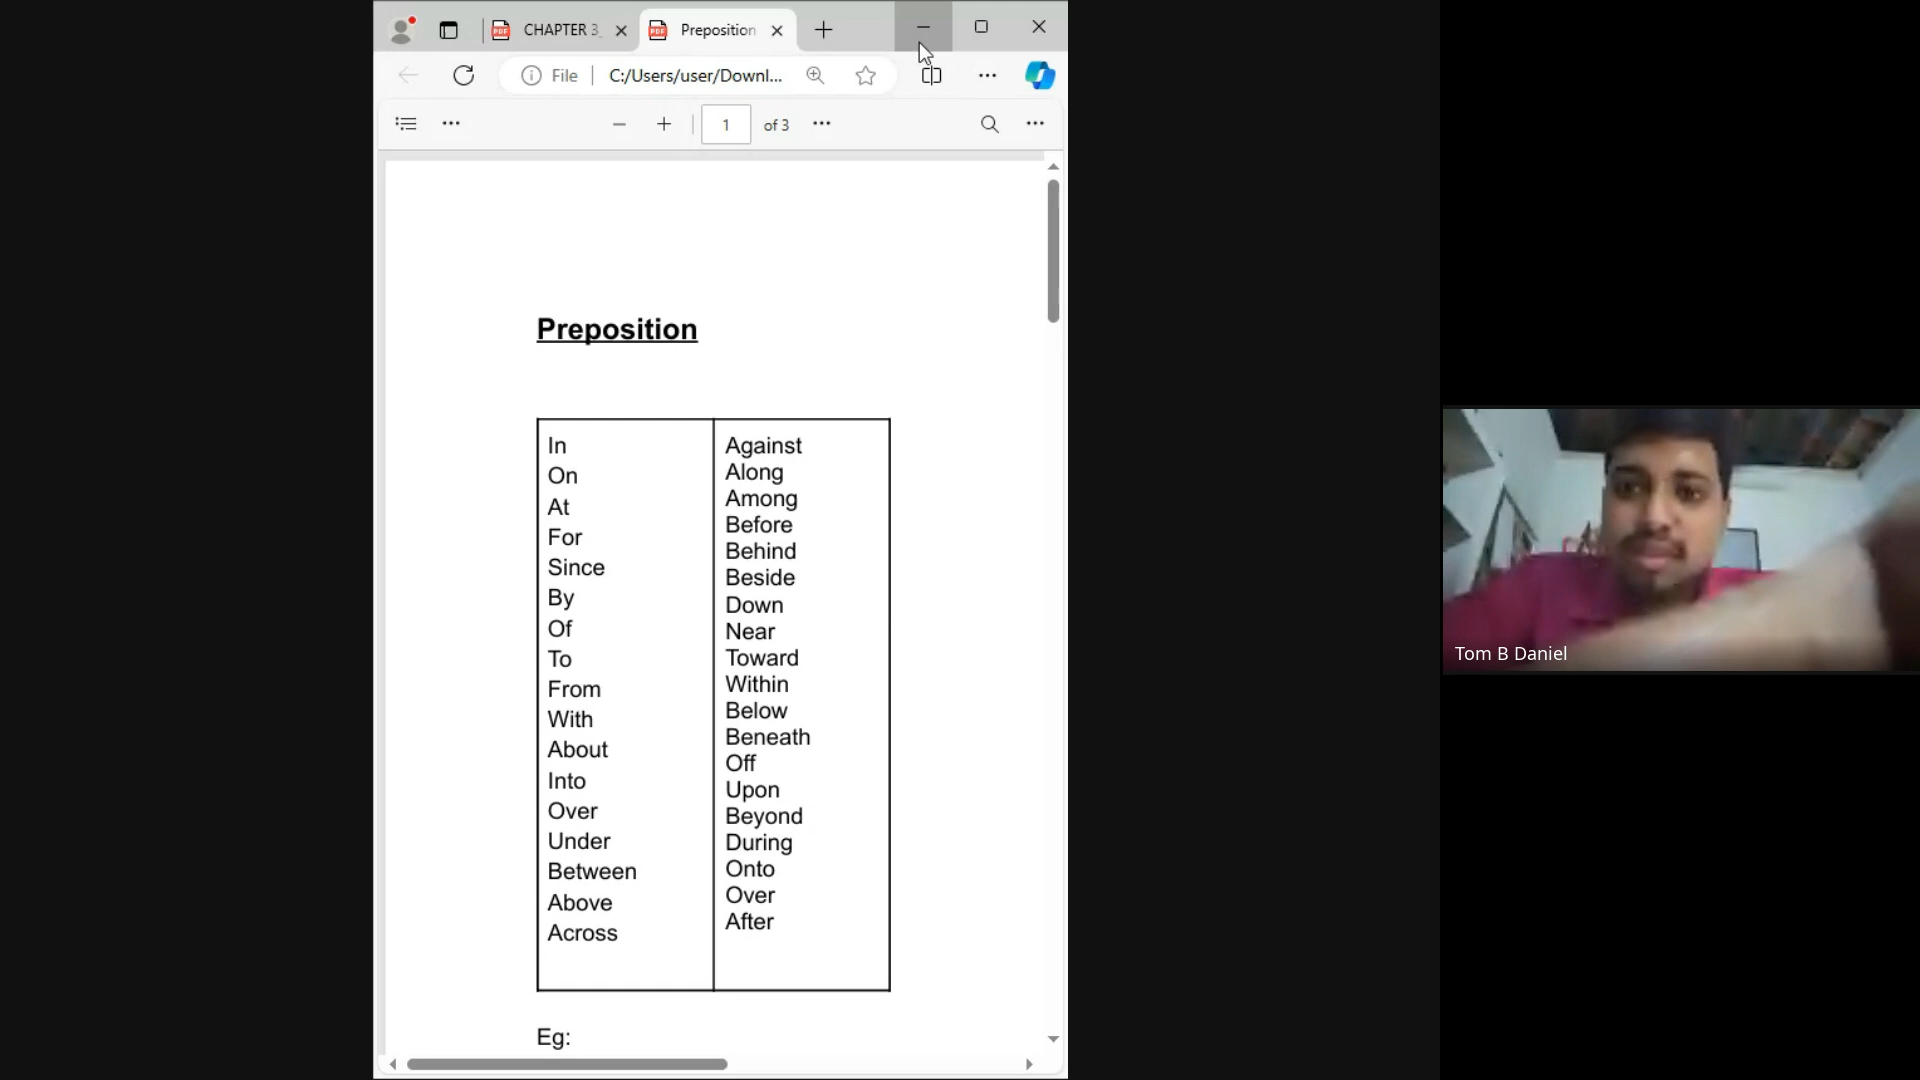 CHAPTER 3
Preposition
File
C:/Users/user/Downl...
1
of 3
Preposition
In
On
At
For
Since
By
Of
To
From
With
About
Into
Over
Under
Between
Above
Across
Against
Along
Among
Before
Behind
Beside
Down
Near
Toward
Within
Below
Beneath
Off
Upon
Beyond
During
Onto
Over
After
Eg:
Tom B Daniel